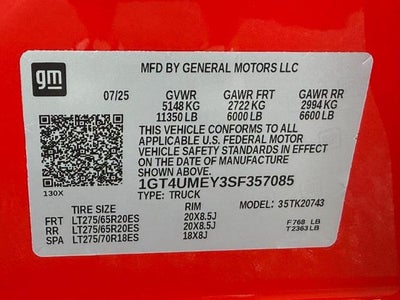 gm
MFD BY GENERAL MOTORS LLC
07/25 GVWR GAWR FRT GAWR RR
5148 KG 2722 KG 2994 KG
11350 LB 6000 LB 6600 LB
THIS VEHICLE CONFORMS TO ALL
APPLICABLE U.S. FEDERAL MOTOR
VEHICLE SAFETY STANDARDS IN
EFFECT ON THE DATE OF MANUFACTURE
SHOWN ABOVE.
1GT4UMEY3SF357085
130X TYPE: TRUCK
TIRE SIZE RIM MODEL: 35TK20743
FRT LT275/65R20ES 20X8.5J F 768 LB
RR LT275/65R20ES 20X8.5J T 2363 LB
SPA LT275/70R18ES 18X8J